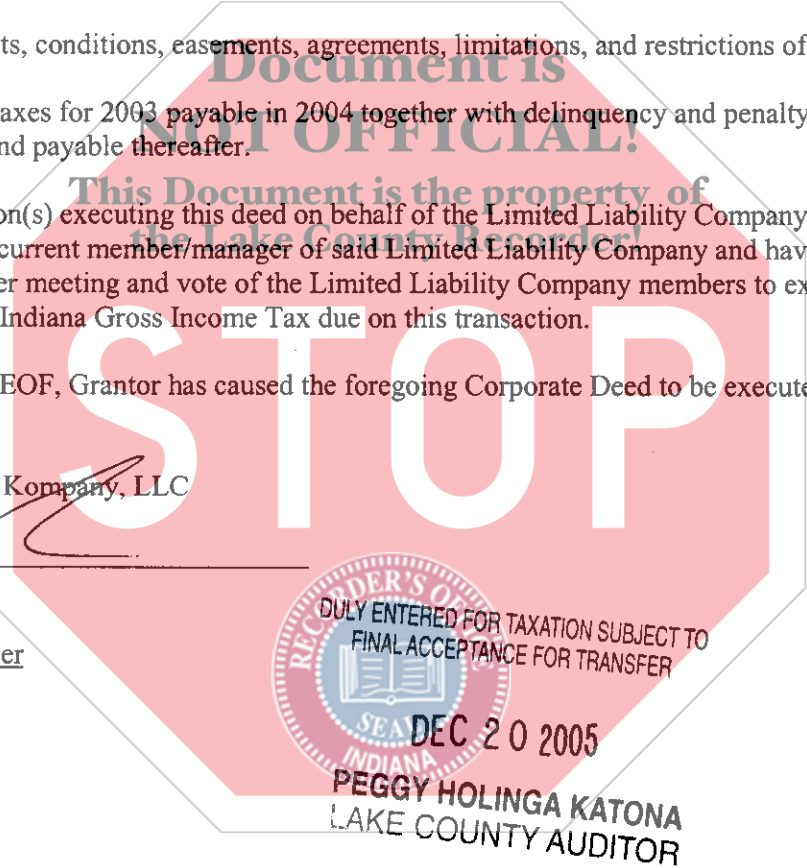 ts, conditions, easements, agreements, limitations, and restrictions of
Document is
axes for 2003 payable in 2004 together with delinquency and penalty
NOT OFFICIAL!
nd payable thereafter.
This Document is the property of
on(s) executing this deed on behalf of the Limited Liability Company
the Lake County Recorder!
current member/manager of said Limited Liability Company and hav
er meeting and vote of the Limited Liability Company members to ex
Indiana Gross Income Tax due on this transaction.
STOP
EOF, Grantor has caused the foregoing Corporate Deed to be execute
Kompany, LLC
RECORDER'S OFFICE
DULY ENTERED FOR TAXATION SUBJECT TO
FINAL ACCEPTANCE FOR TRANSFER
er
SEAL
DEC 20 2005
INDIANA
PEGGY HOLINGA KATONA
LAKE COUNTY AUDITOR